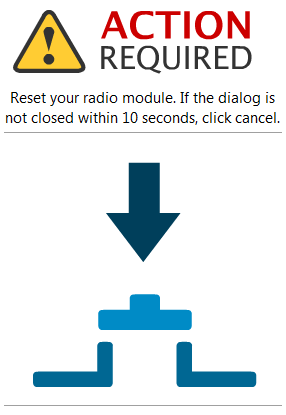 ACTION
REQUIRED
Reset your radio module. If the dialog is
not closed within 10 seconds, click cancel.